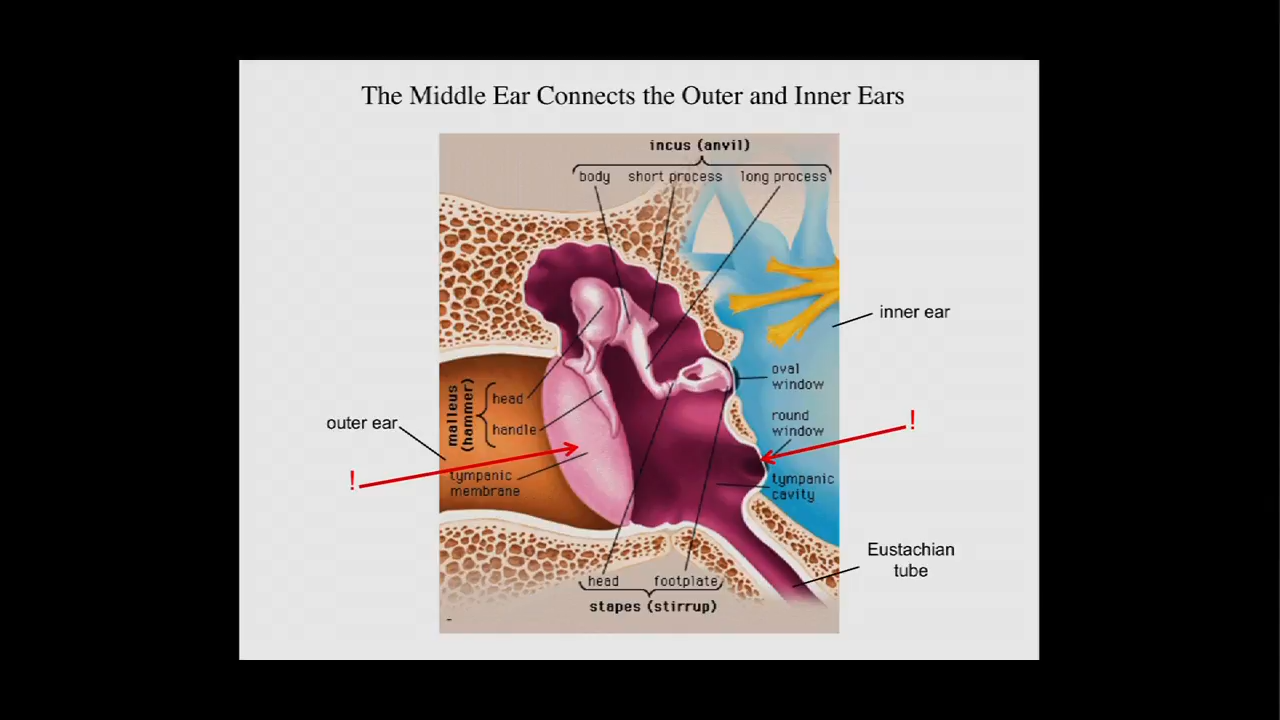 The Middle Ear Connects the Outer and Inner Ears
incus (anvil)
body short process long process
inner ear
oval
window
malleus
(hammer)
head
handle
outer ear
round
window
!
!
tympanic
membrane
tympanic
cavity
Eustachian
tube
head footplate
stapes (stirrup)